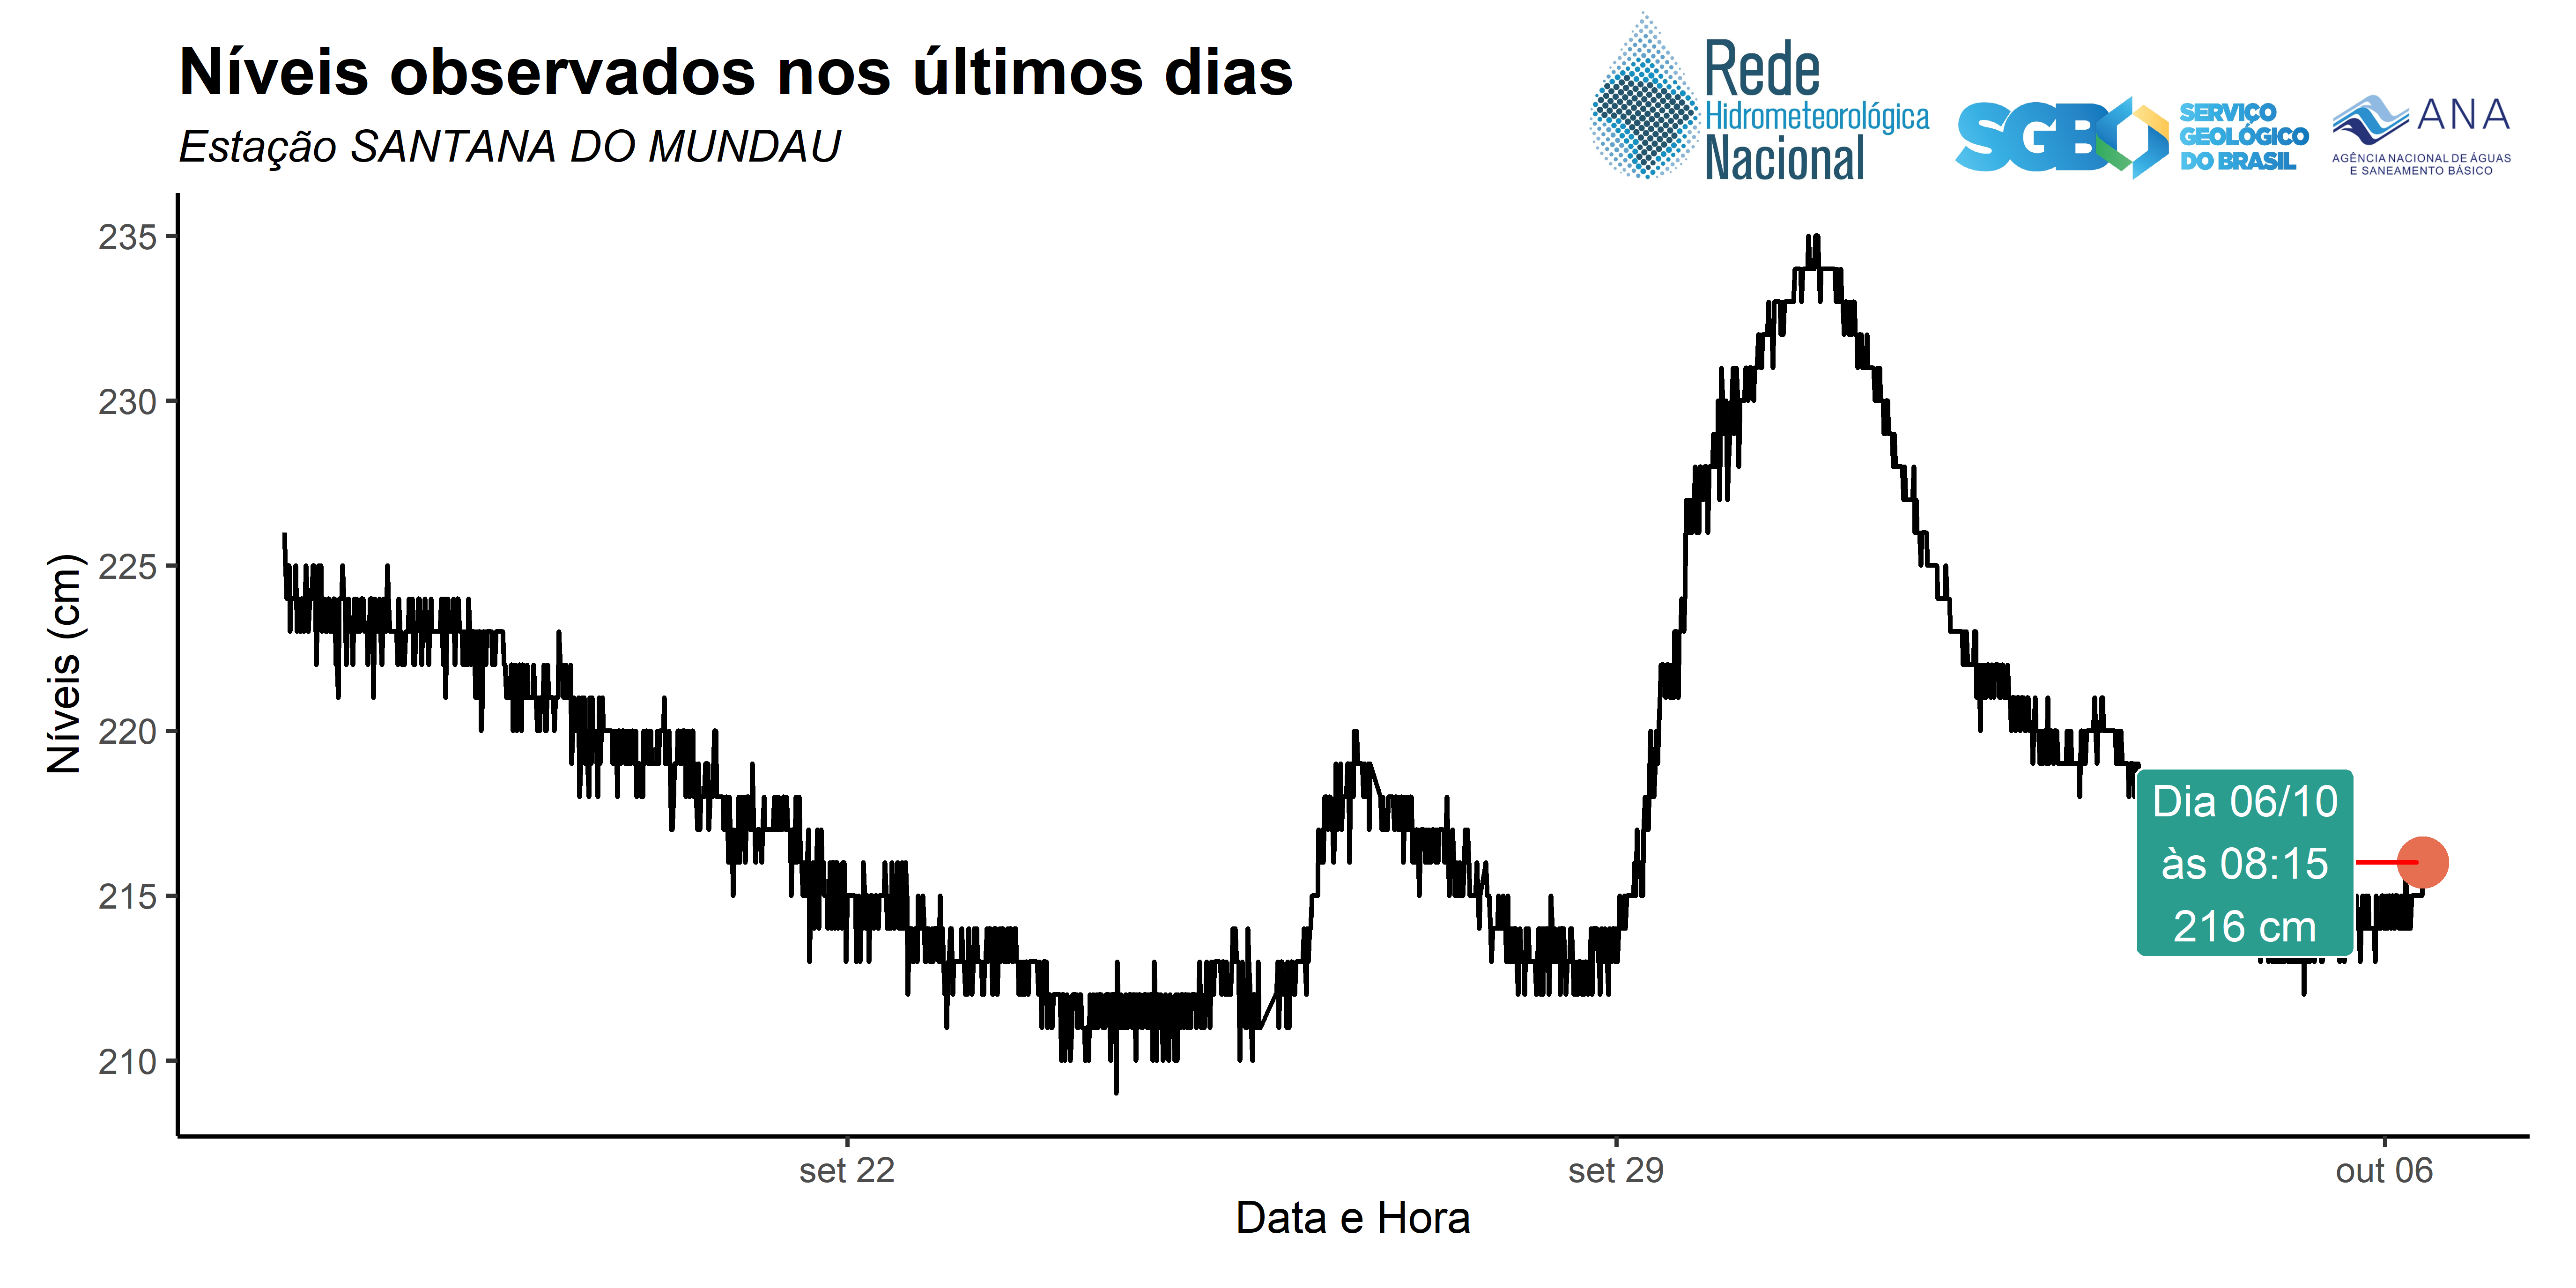 Níveis observados nos últimos dias
Estação SANTANA DO MUNDAU
Rede
Hidrometeorológica
Nacional
SGB
SERVIÇO
GEOLÓGICO
DO BRASIL
ANA
AGÊNCIA NACIONAL DE ÁGUAS
E SANEAMENTO BÁSICO
Níveis (cm)
235
230
225
220
215
210
Dia 06/10
às 08:15
216 cm
set 22
set 29
out 06
Data e Hora